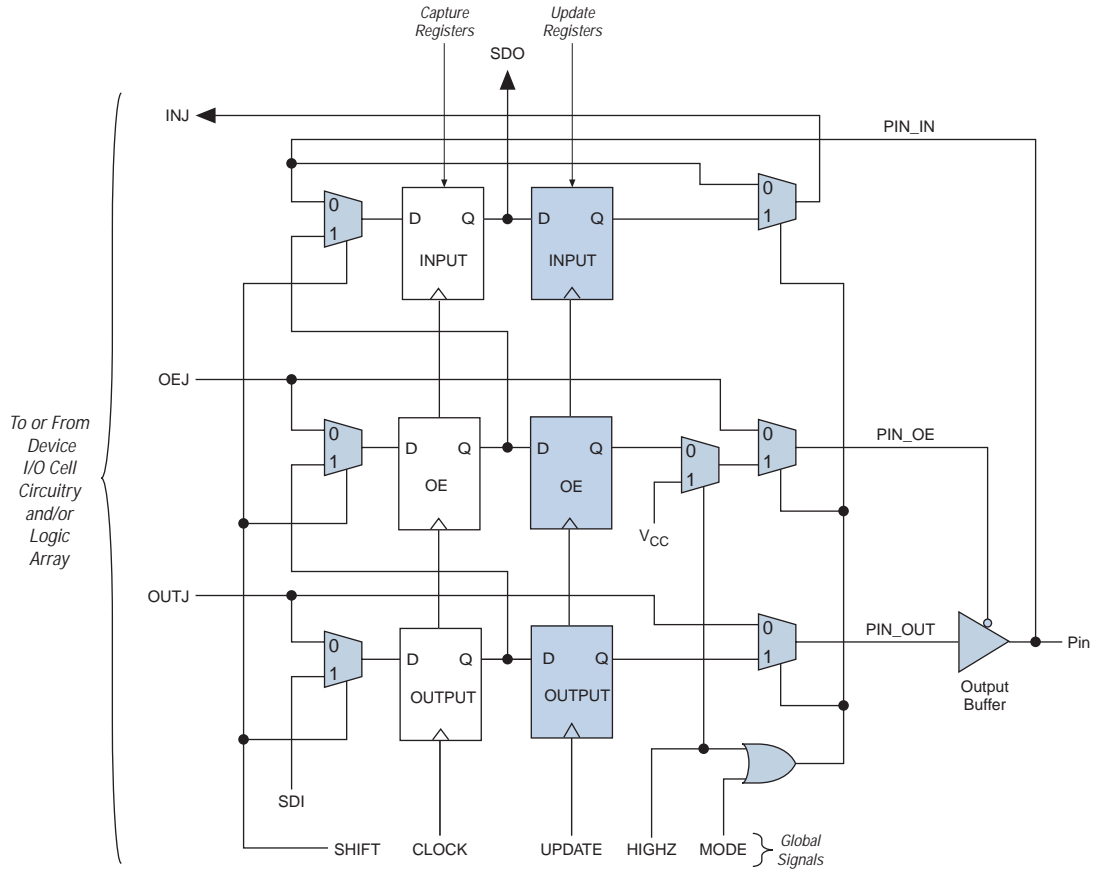 Capture
Registers
Update
Registers
SDO
INJ
PIN_IN
0
1
D Q
INPUT
D Q
INPUT
0
1
OEJ
To or From
Device
I/O Cell
Circuitry
and/or
Logic
Array
0
1
D Q
OE
D Q
OE
0
1
VCC
0
1
PIN_OE
OUTJ
0
1
D Q
OUTPUT
D Q
OUTPUT
0
1
PIN_OUT
Pin
Output
Buffer
SDI
SHIFT
CLOCK
UPDATE
HIGHZ
MODE
Global
Signals